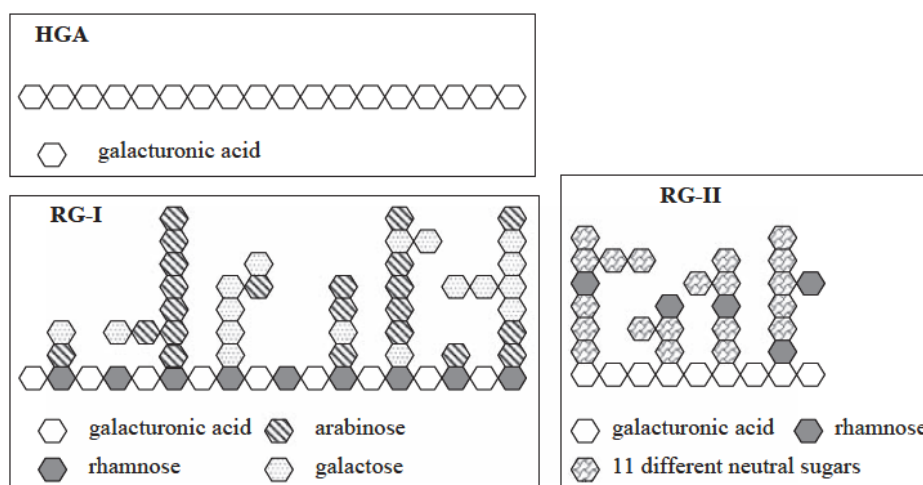 HGA
galacturonic acid
RG-I
galacturonic acid
arabinose
rhamnose
galactose
RG-II
galacturonic acid
rhamnose
11 different neutral sugars